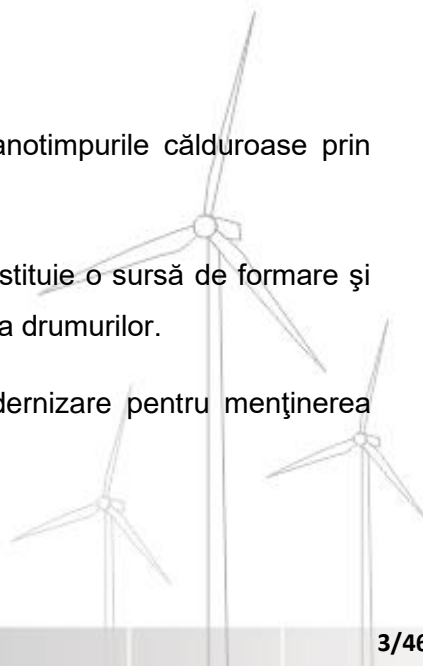 anotimpurile călduroase prin
stituie o sursă de formare şi
a drumurilor.
dernizare pentru menţinerea
3/46